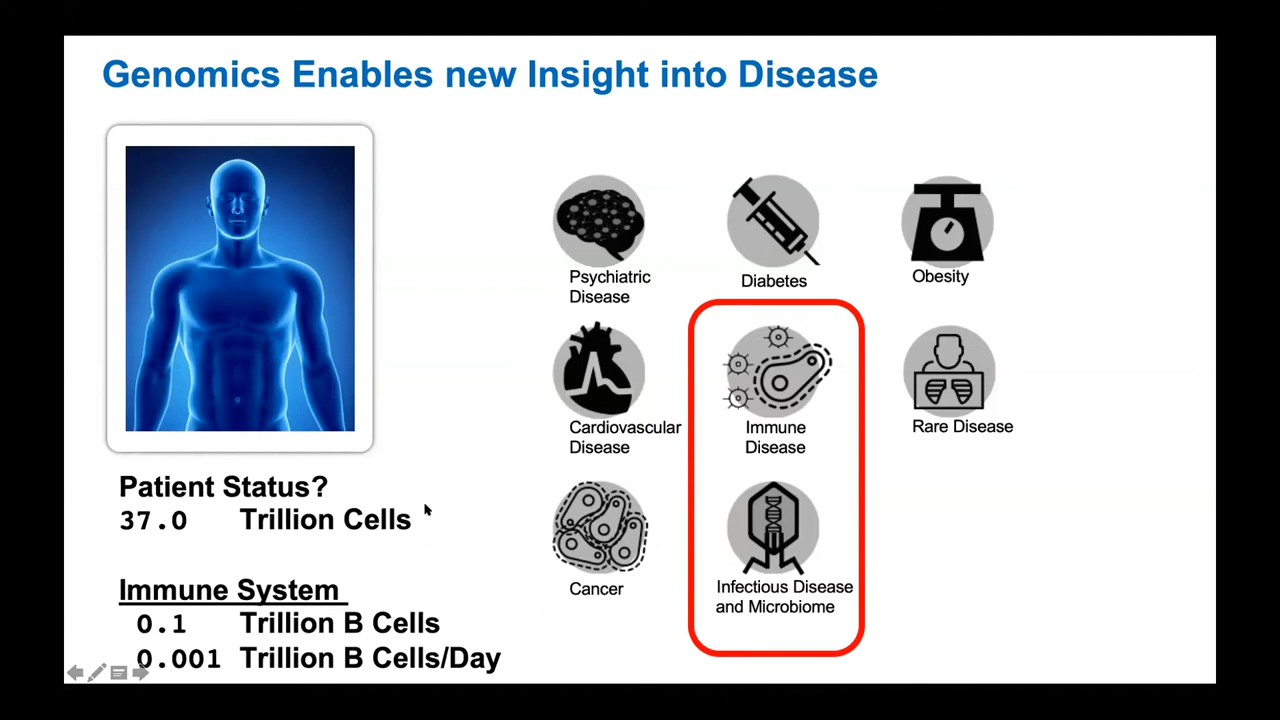 Genomics Enables new Insight into Disease
Psychiatric
Disease
Diabetes
Obesity
Cardiovascular
Disease
Immune
Disease
Rare Disease
Cancer
Infectious Disease
and Microbiome
Patient Status?
37.0 Trillion Cells
Immune System
0.1 Trillion B Cells
0.001 Trillion B Cells/Day